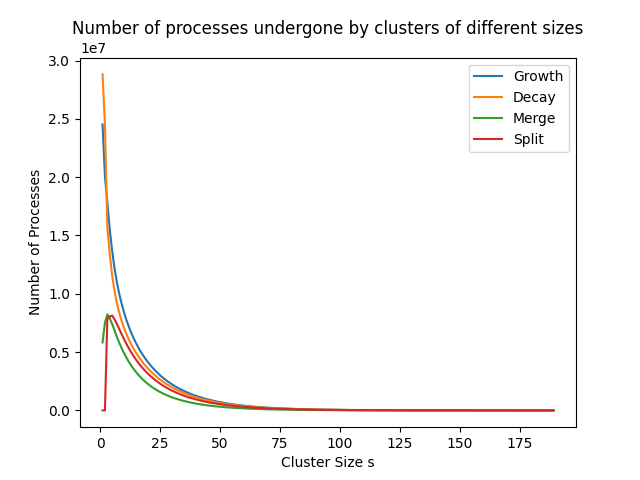 Number of processes undergone by clusters of different sizes
1e7
3.0
2.5
2.0
1.5
1.0
0.5
0.0
Number of Processes
Growth
Decay
Merge
Split
0 25 50 75 100 125 150 175
Cluster Size s